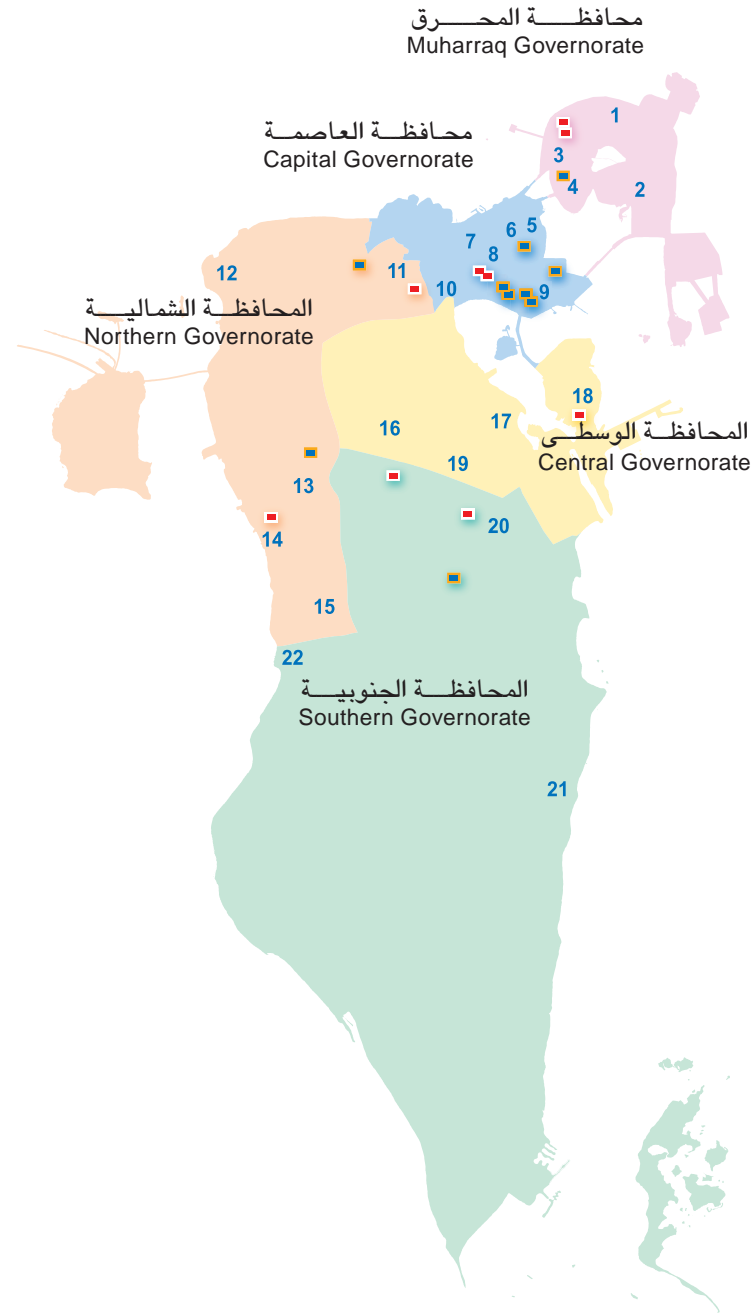 محافظـــة المحـــرق
Muharraq Governorate
1
محـافظـــة العاصمـــة
Capital Governorate
3
4
2
5
6
7
8
11
12
10
9
المحافظــة الشماليـــة
Northern Governorate
18
17
16
المحـافظــة الوسطـــى
Central Governorate
19
13
20
14
15
22
المحافظـــة الجنوبيـــة
Southern Governorate
21